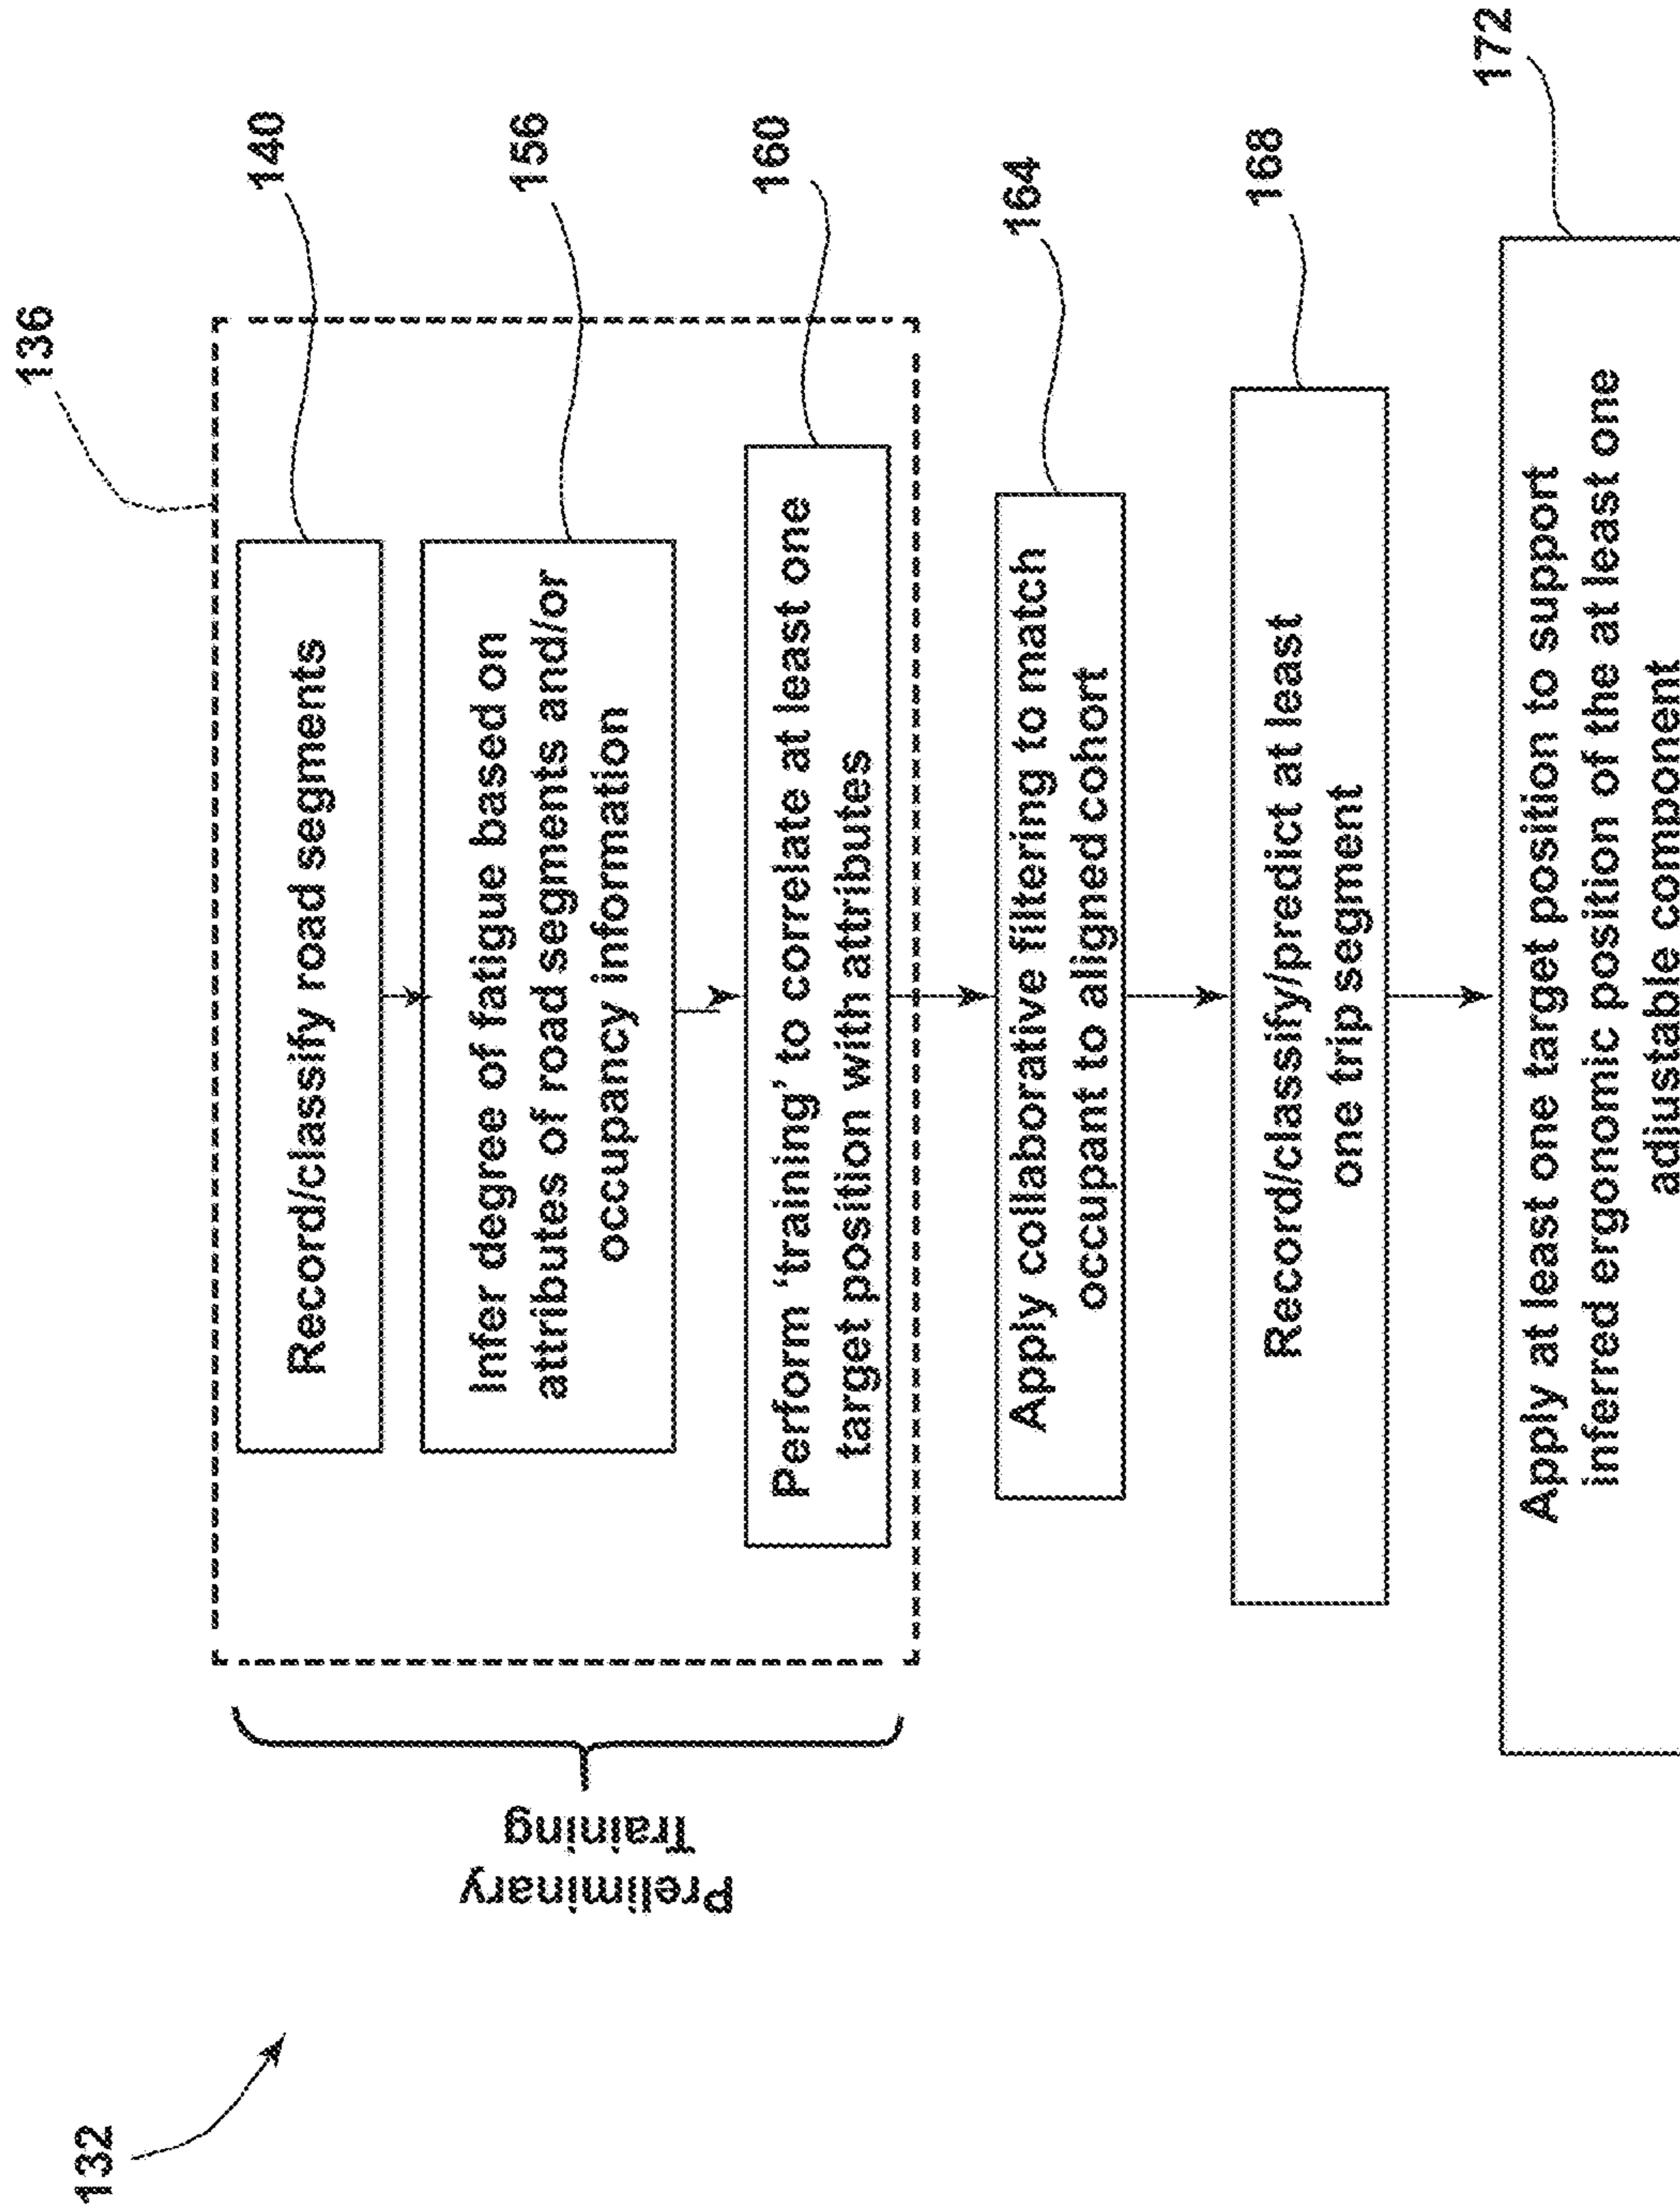 132
136
Preliminary
Training
Record/classify road segments
140
Infer degree of fatigue based on
attributes of road segments and/or
occupancy information
156
Perform ‘training’ to correlate at least one
target position with attributes
160
Apply collaborative filtering to match
occupant to aligned cohort
164
Record/classify/predict at least
one trip segment
168
Apply at least one target position to support
inferred ergonomic position of the at least one
adjustable component
172